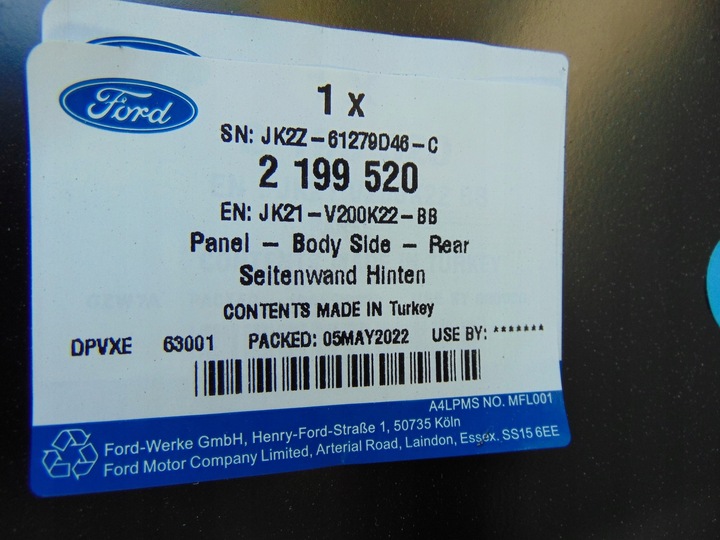 Ford
1 x
SN: JK2Z-61279D46-C
2 199 520
EN: JK21-V200K22-BB
Panel - Body Side - Rear
Seitenwand Hinten
CONTENTS MADE IN Turkey
DPVXE 63001 PACKED: 05MAY2022 USE BY: *******
A4LPMS NO. MFL001
Ford-Werke GmbH, Henry-Ford-Straße 1, 50735 Köln
Ford Motor Company Limited, Arterial Road, Laindon, Essex. SS15 6EE